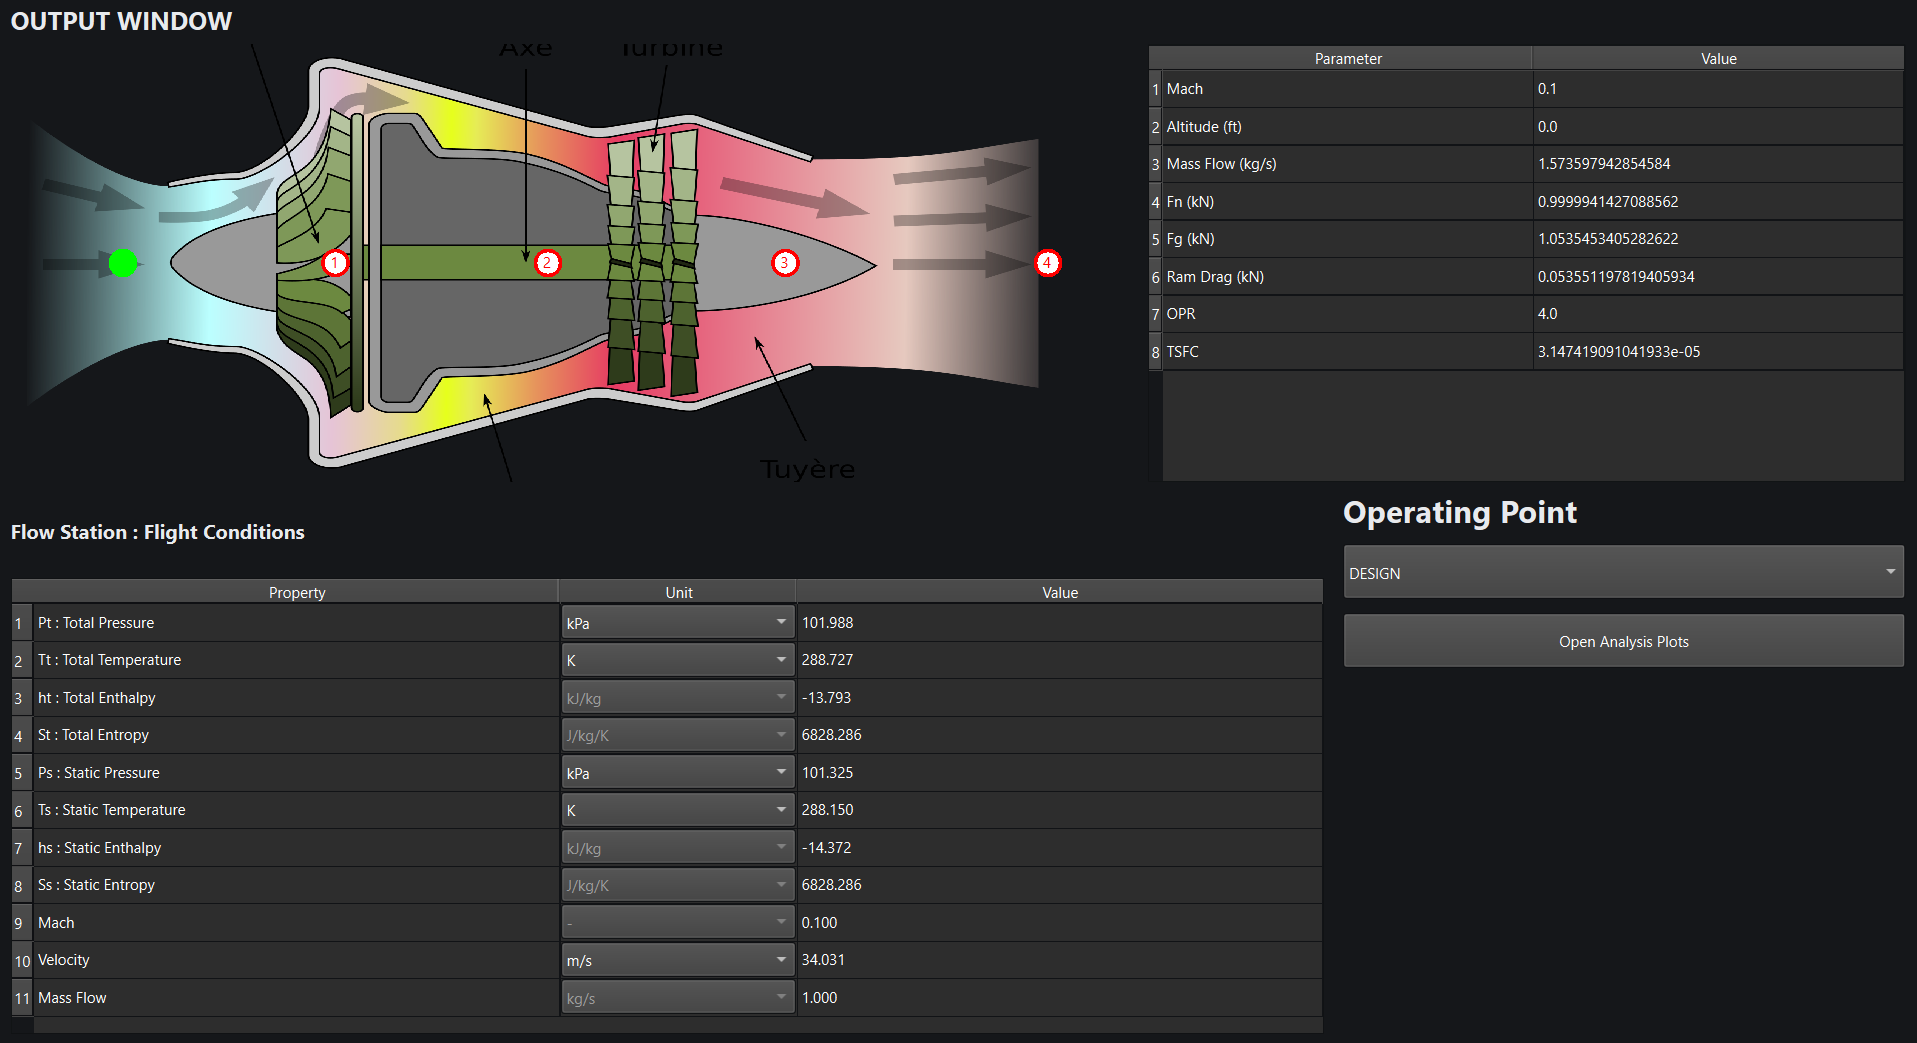 OUTPUT WINDOW
Axe
Turbine
1
2
3
4
Tuyère
Parameter Value
1 Mach 0.1
2 Altitude (ft) 0.0
3 Mass Flow (kg/s) 1.573597942854584
4 Fn (kN) 0.9999941427088562
5 Fg (kN) 1.0535453405282622
6 Ram Drag (kN) 0.053551197819405934
7 OPR 4.0
8 TSFC 3.147419091041933e-05
Flow Station : Flight Conditions
Property Unit Value
1 Pt : Total Pressure kPa 101.988
2 Tt : Total Temperature K 288.727
3 ht : Total Enthalpy kJ/kg -13.793
4 St : Total Entropy J/kg/K 6828.286
5 Ps : Static Pressure kPa 101.325
6 Ts : Static Temperature K 288.150
7 hs : Static Enthalpy kJ/kg -14.372
8 Ss : Static Entropy J/kg/K 6828.286
9 Mach - 0.100
10 Velocity m/s 34.031
11 Mass Flow kg/s 1.000
Operating Point
DESIGN
Open Analysis Plots